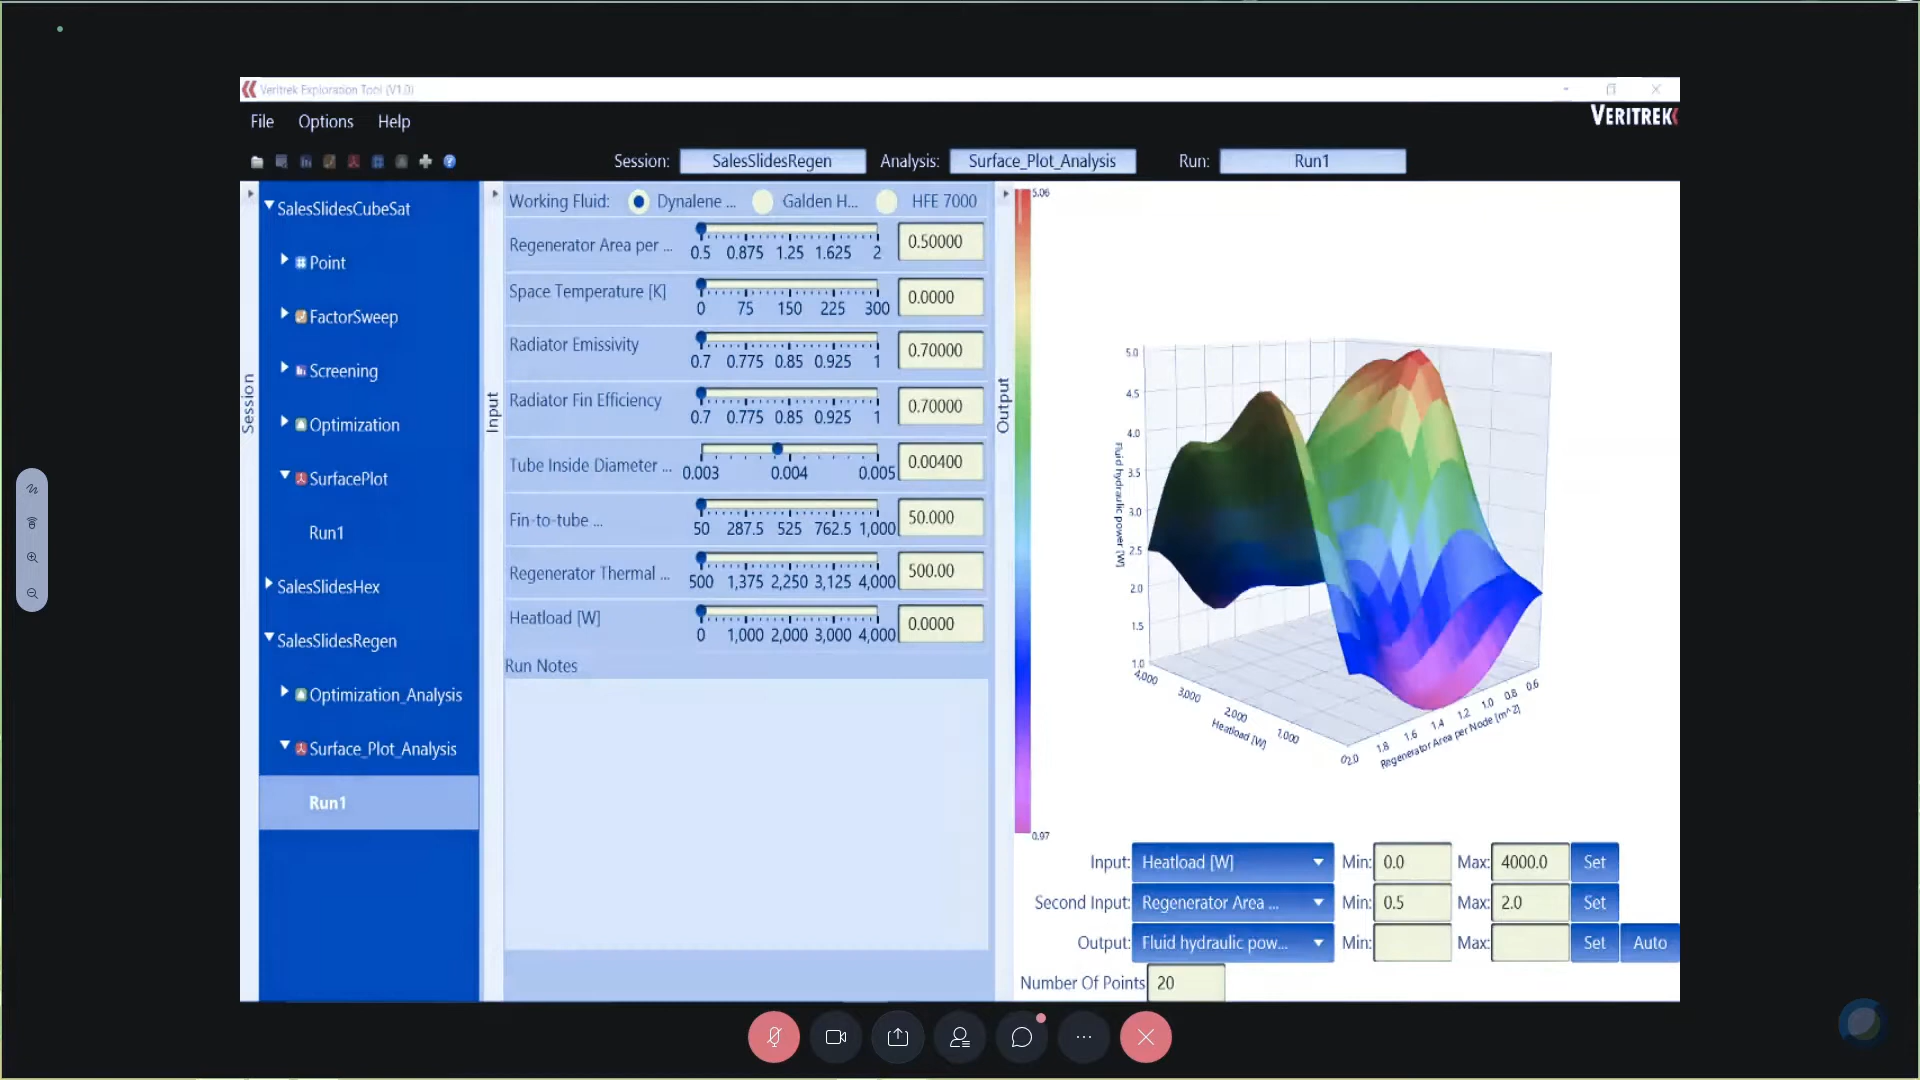 Veritrek Exploration Tool (V1.0)
File Options Help
VERITREK
Session: SalesSlidesRegen Analysis: Surface_Plot_Analysis Run: Run1
Session
SalesSlidesCubeSat
Point
FactorSweep
Screening
Optimization
SurfacePlot
Run1
SalesSlidesHex
SalesSlidesRegen
Optimization_Analysis
Surface_Plot_Analysis
Run1
Input
Working Fluid: Dynalene ... Galden H... HFE 7000
Regenerator Area per ... 0.50000
0.5 0.875 1.25 1.625 2
Space Temperature [K] 0.0000
0 75 150 225 300
Radiator Emissivity 0.70000
0.7 0.775 0.85 0.925 1
Radiator Fin Efficiency 0.70000
0.7 0.775 0.85 0.925 1
Tube Inside Diameter ... 0.00400
0.003 0.004 0.005
Fin-to-tube ... 50.000
50 287.5 525 762.5 1,000
Regenerator Thermal ... 500.00
500 1,375 2,250 3,125 4,000
Heatload [W] 0.0000
0 1,000 2,000 3,000 4,000
Run Notes
Output
5.06
0.97
Fluid hydraulic power [W]
5.0
4.5
4.0
3.5
3.0
2.5
2.0
1.5
1.0
4,000 3,000 2,000 1,000 0
Heatload [W]
2.0 1.8 1.6 1.4 1.2 1.0 0.8 0.6
Regenerator Area per Node [m^2]
Input: Heatload [W] Min: 0.0 Max: 4000.0 Set
Second Input: Regenerator Area ... Min: 0.5 Max: 2.0 Set
Output: Fluid hydraulic pow... Min: Max: Set Auto
Number Of Points 20